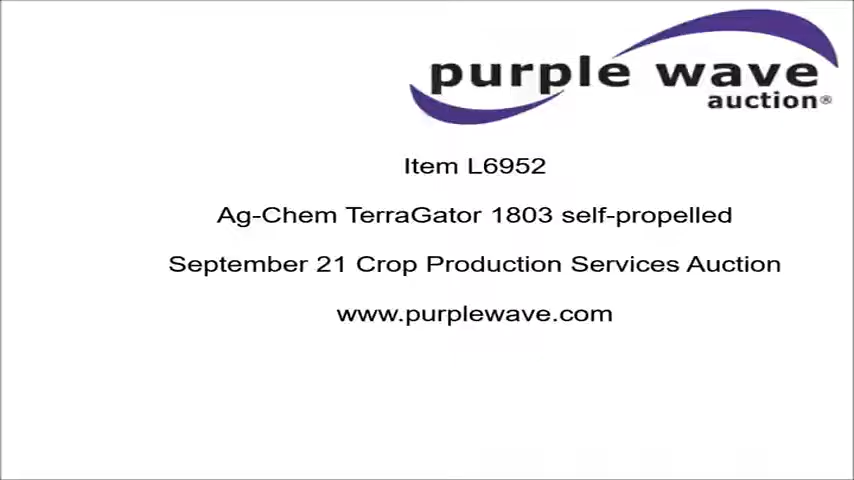 purple wave
auction®
Item L6952
Ag-Chem TerraGator 1803 self-propelled
September 21 Crop Production Services Auction
www.purplewave.com